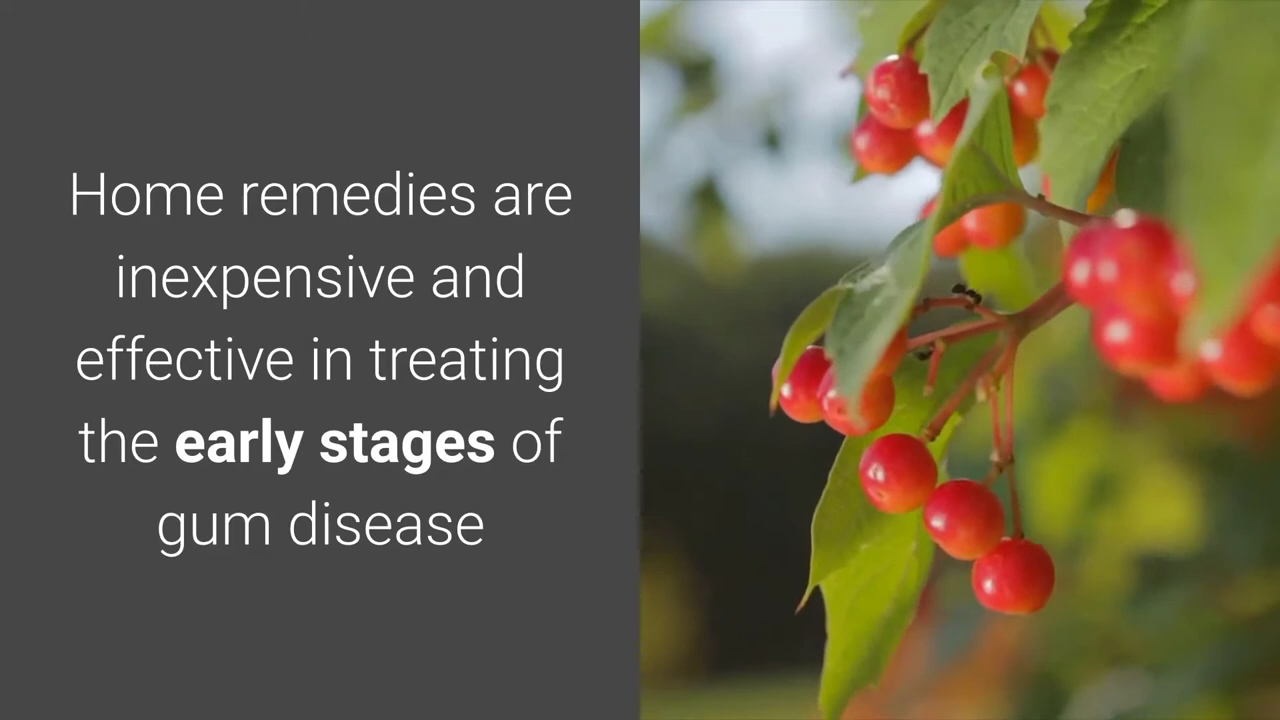 Home remedies are
inexpensive and
effective in treating
the early stages of
gum disease